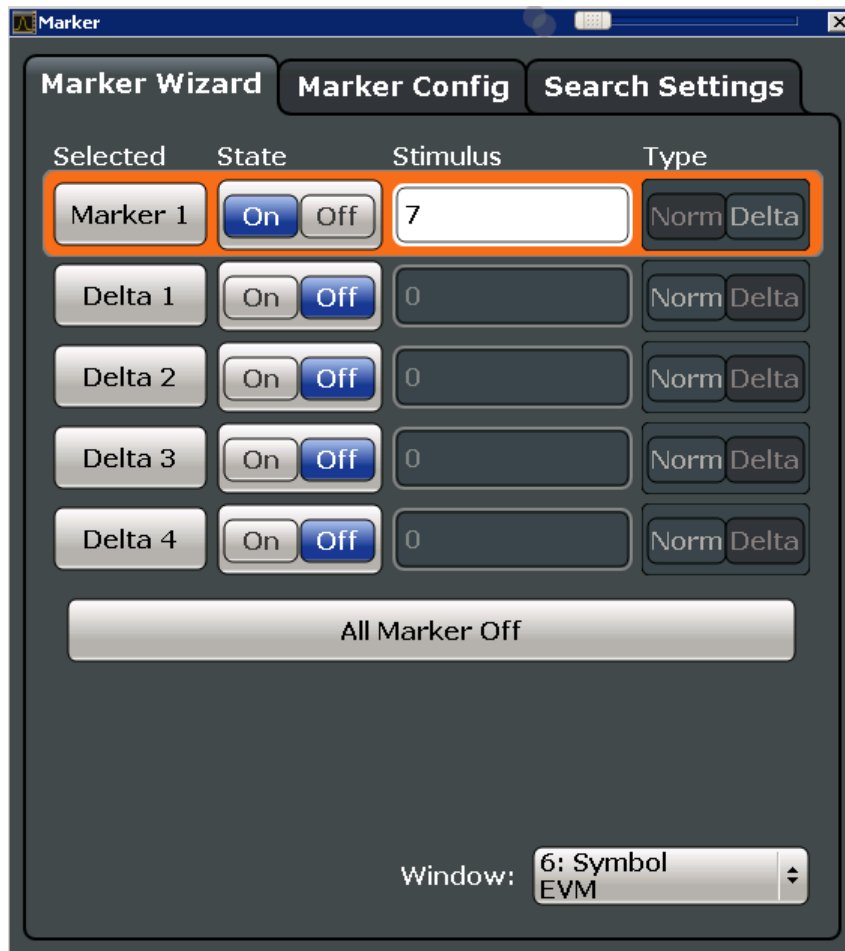 Marker
Marker Wizard Marker Config Search Settings
Selected State Stimulus Type
Marker 1 On Off 7 Norm Delta
Delta 1 On Off 0 Norm Delta
Delta 2 On Off 0 Norm Delta
Delta 3 On Off 0 Norm Delta
Delta 4 On Off 0 Norm Delta
All Marker Off
Window: 6: Symbol
EVM